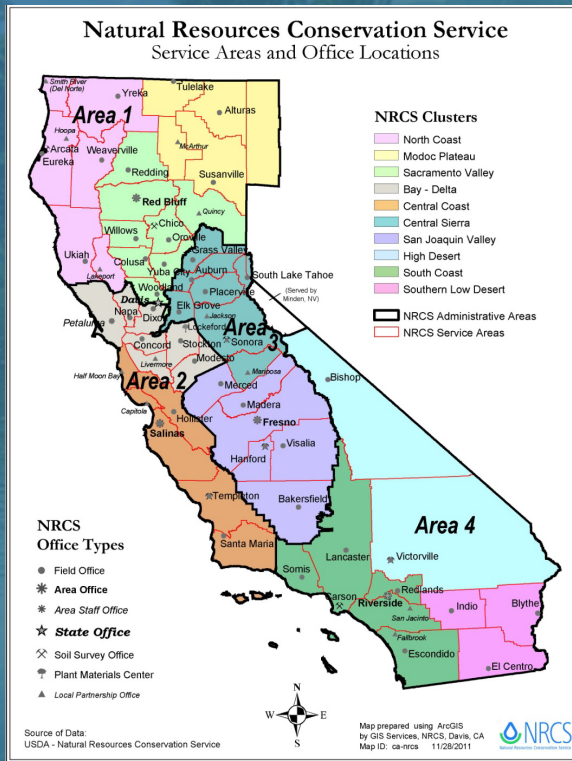 Natural Resources Conservation Service
Service Areas and Office Locations
Smith River
(Del Norte)
Tulelake
Yreka
Alturas
Area 1
Hoopa
McArthur
Arcata
Eureka
Weaverville
Redding
Susanville
Red Bluff
Quincy
Chico
Willows
Oroville
Grass Valley
Ukiah
Lakeport
Colusa
Yuba City
Auburn
South Lake Tahoe
(Served by
Minden, NV)
Woodland
Placerville
Davis
Elk Grove
Jackson
Napa
Dixon
Petaluma
Lockeford
Area
3
Sonora
Concord
Stockton
Livermore
Modesto
Half Moon Bay
Area 2
Mariposa
Merced
Bishop
Capitola
Hollister
Madera
Salinas
Fresno
Hanford
Visalia
Templeton
Bakersfield
Area 4
Santa Maria
Lancaster
Victorville
Somis
Carson
Redlands
Riverside
San Jacinto
Indio
Blythe
Fallbrook
Escondido
El Centro
NRCS Clusters
North Coast
Modoc Plateau
Sacramento Valley
Bay - Delta
Central Coast
Central Sierra
San Joaquin Valley
High Desert
South Coast
Southern Low Desert
NRCS Administrative Areas
NRCS Service Areas
NRCS
Office Types
Field Office
Area Office
Area Staff Office
State Office
Soil Survey Office
Plant Materials Center
Local Partnership Office
N
W
E
S
Source of Data:
USDA - Natural Resources Conservation Service
Map prepared using ArcGIS
by GIS Services, NRCS, Davis, CA
Map ID: ca-nrcs 11/28/2011
NRCS
Natural Resources Conservation Service